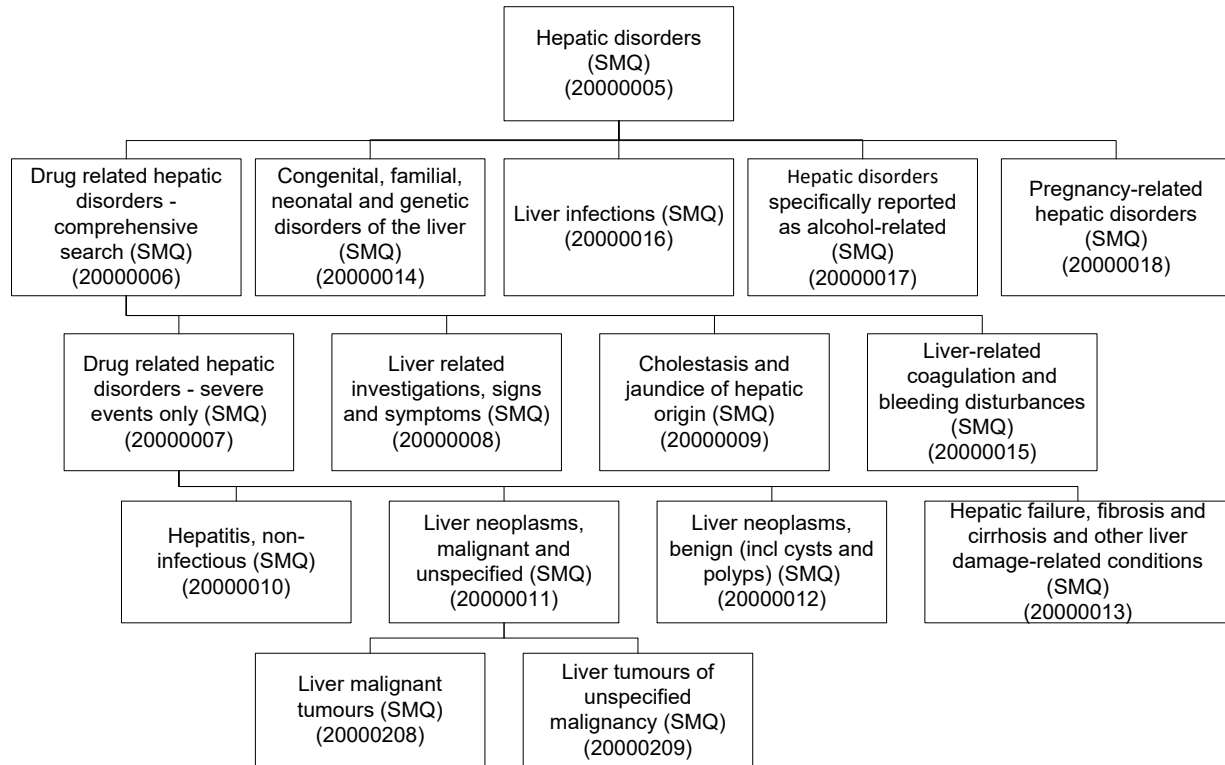 Hepatic disorders
(SMQ)
(20000005)
Drug related hepatic
disorders -
comprehensive
search (SMQ)
(20000006)
Congenital, familial,
neonatal and genetic
disorders of the liver
(SMQ)
(20000014)
Liver infections (SMQ)
(20000016)
Hepatic disorders
specifically reported
as alcohol-related
(SMQ)
(20000017)
Pregnancy-related
hepatic disorders
(SMQ)
(20000018)
Drug related hepatic
disorders - severe
events only (SMQ)
(20000007)
Liver related
investigations, signs
and symptoms (SMQ)
(20000008)
Cholestasis and
jaundice of hepatic
origin (SMQ)
(20000009)
Liver-related
coagulation and
bleeding disturbances
(SMQ)
(20000015)
Hepatitis, non-
infectious (SMQ)
(20000010)
Liver neoplasms,
malignant and
unspecified (SMQ)
(20000011)
Liver neoplasms,
benign (incl cysts and
polyps) (SMQ)
(20000012)
Hepatic failure, fibrosis and
cirrhosis and other liver
damage-related conditions
(SMQ)
(20000013)
Liver malignant
tumours (SMQ)
(20000208)
Liver tumours of
unspecified
malignancy (SMQ)
(20000209)